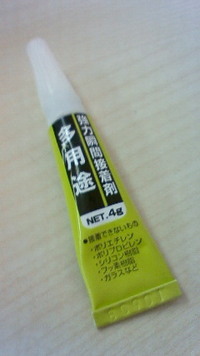 強力瞬間接着剤
多用途
NET.4g
●接着できないもの
・ポリエチレン
・ポリプロピレン
・シリコン樹脂
・フッ素樹脂
・ガラスなど